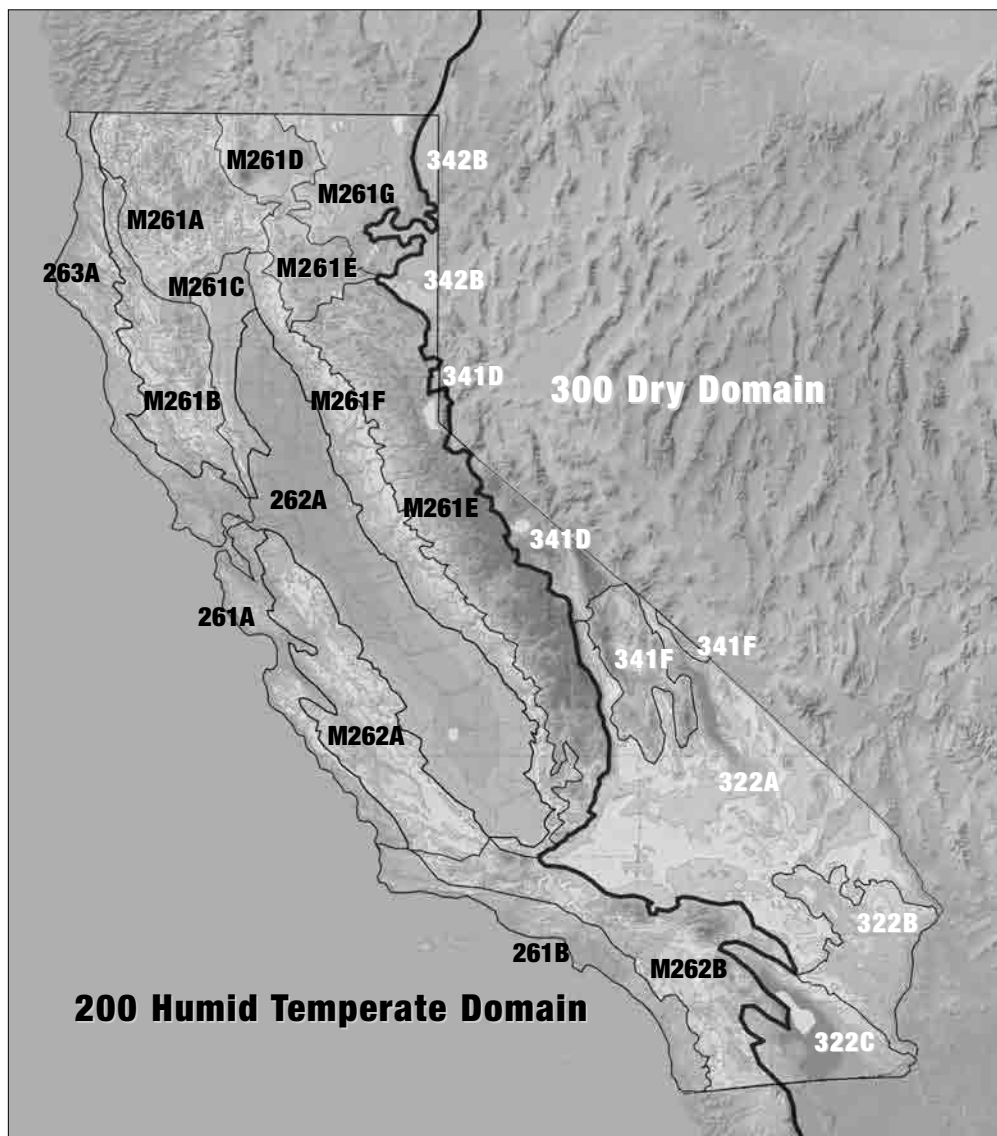 M261D
342B
M261G
M261A
263A
M261E
M261C
342B
341D
300 Dry Domain
M261B
M261F
262A
M261E
341D
261A
341F
341F
M262A
322A
322B
261B
M262B
200 Humid Temperate Domain
322C